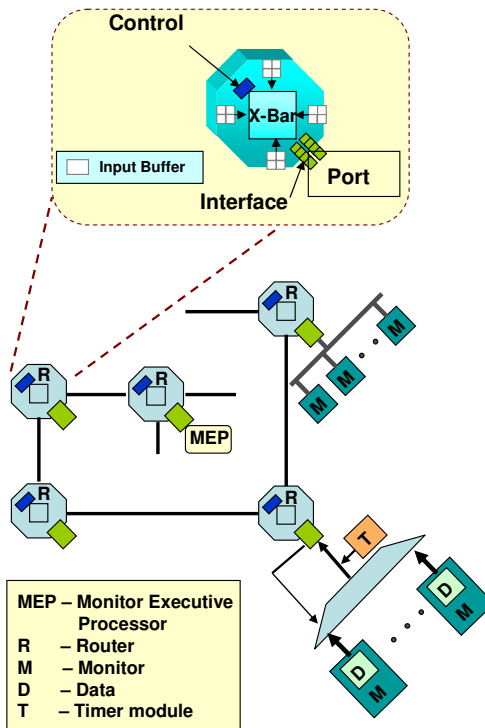 Control
X-Bar
Input Buffer
Port
Interface
R
M
M
M
R
R
MEP
R
R
T
D
M
D
M
MEP – Monitor Executive
Processor
R – Router
M – Monitor
D – Data
T – Timer module